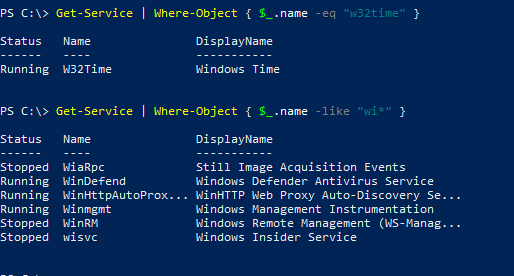 PS C:\> Get-Service | Where-Object { $_.name -eq "w32time" }
Status Name DisplayName
------ ---- -----------
Running W32Time Windows Time
PS C:\> Get-Service | Where-Object { $_.name -like "wi*" }
Status Name DisplayName
------ ---- -----------
Stopped WiaRpc Still Image Acquisition Events
Running WinDefend Windows Defender Antivirus Service
Running WinHttpAutoProx... WinHTTP Web Proxy Auto-Discovery Se...
Running Winmgmt Windows Management Instrumentation
Stopped WinRM Windows Remote Management (WS-Manag...
Stopped wisvc Windows Insider Service